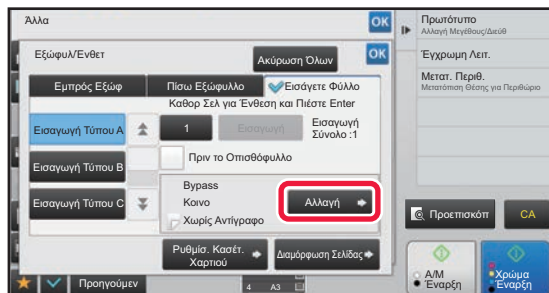 Άλλα
OK
Εξώφυλ/Ένθετ
Ακύρωση Όλων
OK
Εμπρός Εξώφ
Πίσω Εξώφυλλο
Εισάγετε Φύλλο
Καθορ Σελ για Ένθεση και Πιέστε Enter
Εισαγωγή Τύπου A
1
Εισαγωγή
Εισαγωγή
Σύνολο :1
Εισαγωγή Τύπου B
Πριν το Οπισθόφυλλο
Εισαγωγή Τύπου C
Bypass
Κοινο
Χωρίς Αντίγραφο
Αλλαγή
Ρυθμίσ. Κασέτ.
Χαρτιού
Διαμόρφωση Σελίδας
Προηγούμεν
4 A3
Πρωτότυπο
Αλλαγή Μεγέθους/Διεύθ
Έγχρωμη Λειτ.
Μετατ. Περιθ.
Μετατόπιση Θέσης για Περιθώριο
Προεπισκόπ
CA
Α/Μ
Έναρξη
Χρώμα
Έναρξη